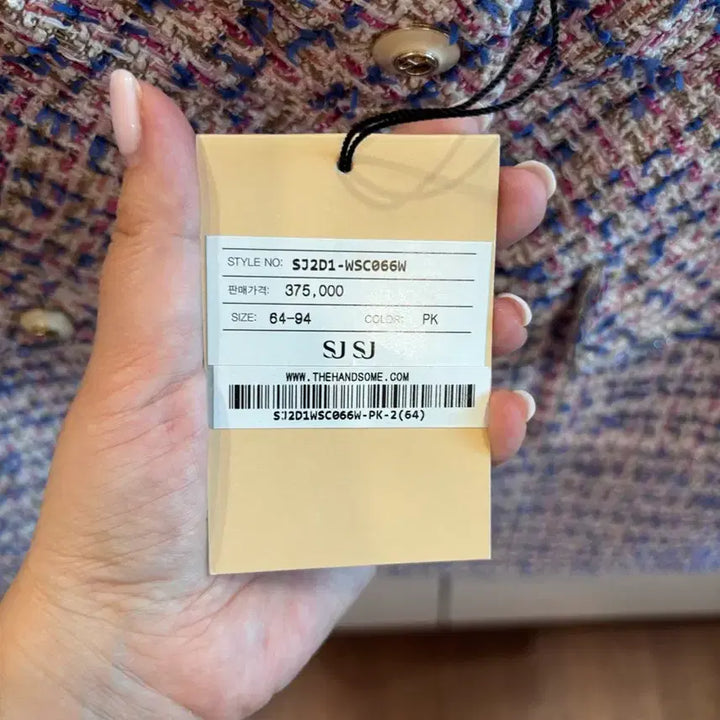 STYLE NO: SJ2D1-WSC066W
판매가격: 375,000
SIZE: 64-94 COLOR: PK
SJ SJ
WWW.THEHANDSOME.COM
SJ2D1WSC066W-PK-2(64)